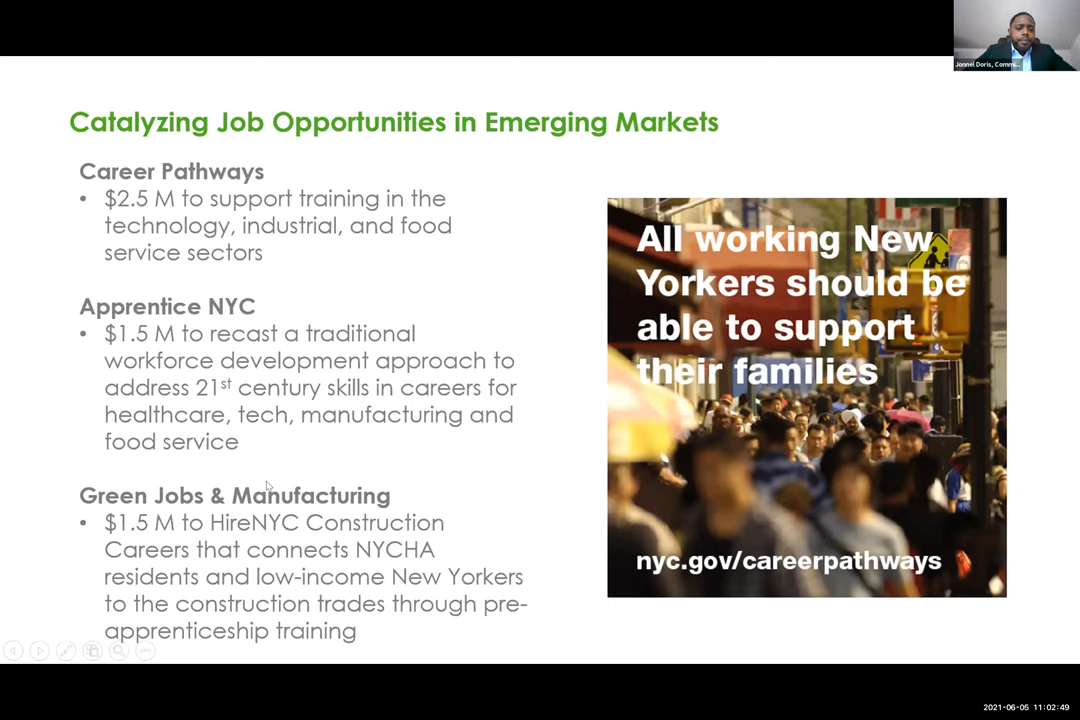 Jonnel Doris, Commi...
Catalyzing Job Opportunities in Emerging Markets
Career Pathways
• $2.5 M to support training in the
technology, industrial, and food
service sectors
Apprentice NYC
• $1.5 M to recast a traditional
workforce development approach to
address 21st century skills in careers for
healthcare, tech, manufacturing and
food service
Green Jobs & Manufacturing
• $1.5 M to HireNYC Construction
Careers that connects NYCHA
residents and low-income New Yorkers
to the construction trades through pre-
apprenticeship training
All working New
Yorkers should be
able to support
their families
nyc.gov/careerpathways
2021-06-05 11:02:49